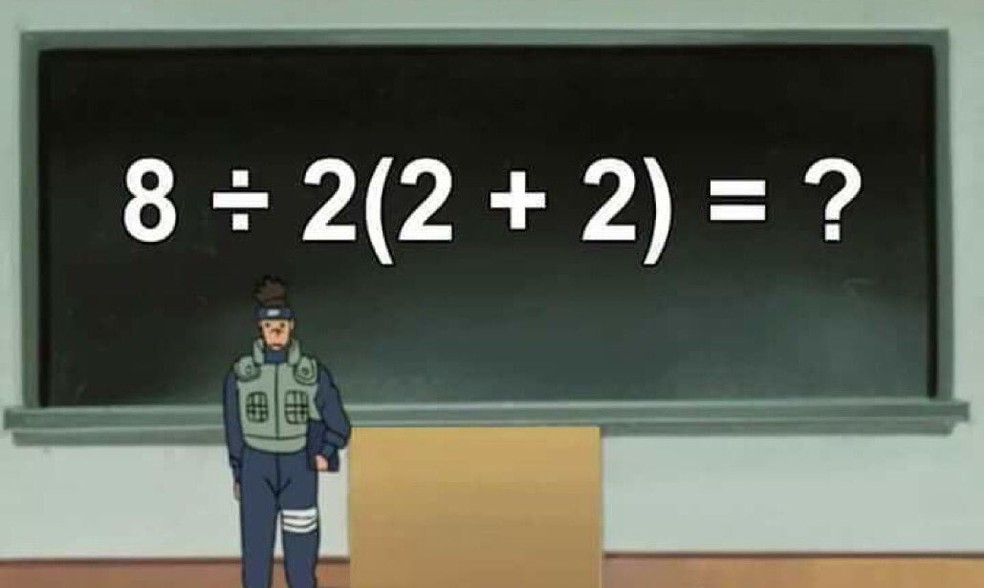 8 ÷ 2(2 + 2) = ?